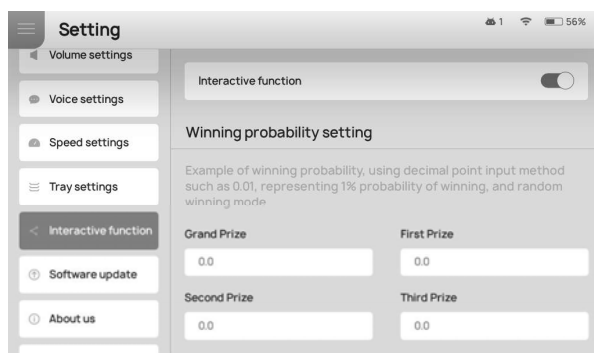 Setting
1
56%
Volume settings
Voice settings
Speed settings
Tray settings
Interactive function
Software update
About us
Interactive function
Winning probability setting
Example of winning probability, using decimal point input method
such as 0.01, representing 1% probability of winning, and random
winning mode
Grand Prize
First Prize
0.0
0.0
Second Prize
Third Prize
0.0
0.0